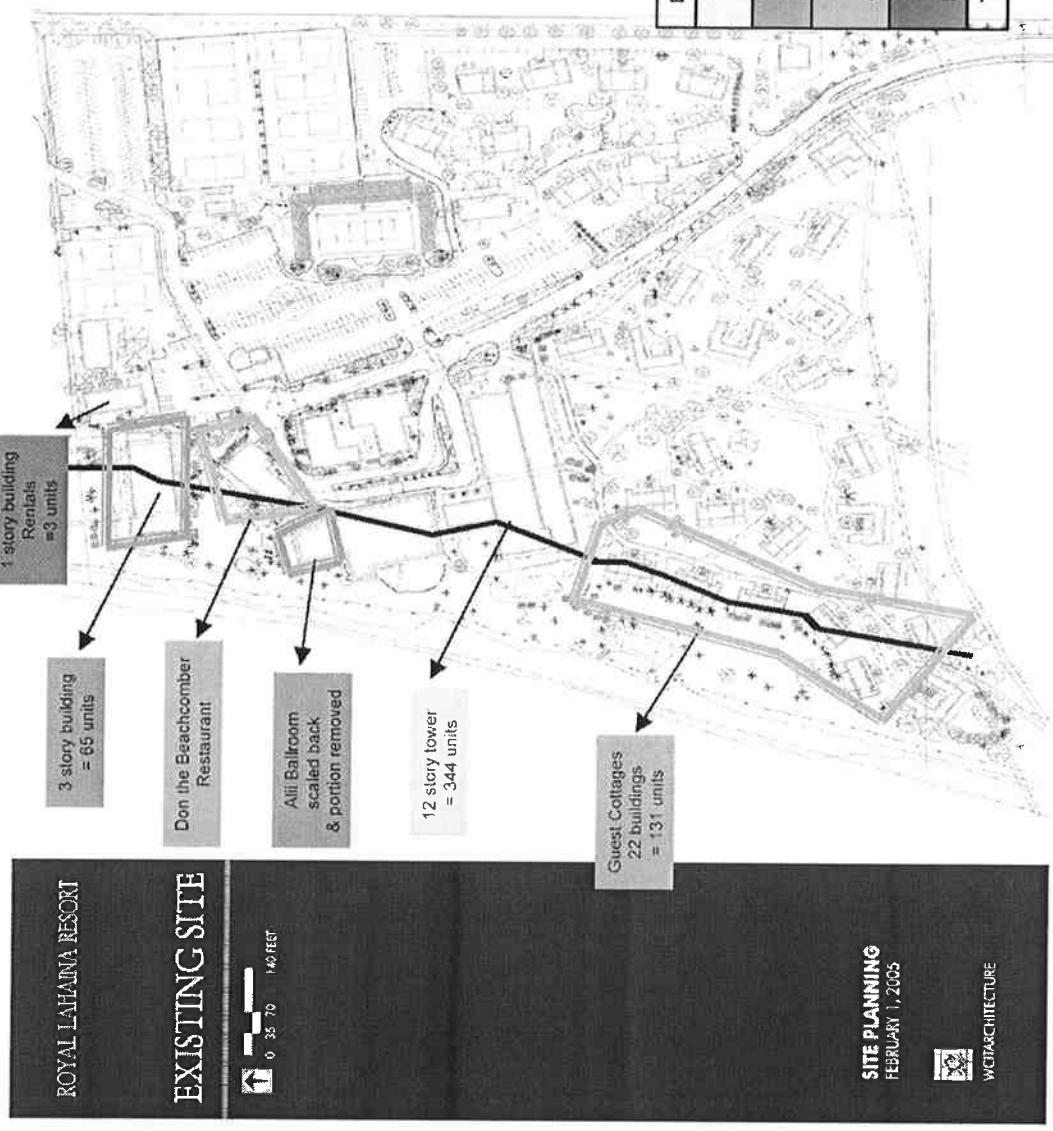 1 story building
Rentals
=3 units
3 story building
= 65 units
Don the Beachcomber
Restaurant
Alii Ballroom
scaled back
& portion removed
12 story tower
= 344 units
Guest Cottages
22 buildings
= 131 units
ROYAL LAHAINA RESORT
EXISTING SITE
0 35 70 140 FEET
SITE PLANNING
FEBRUARY 1, 2005
WCITARCHITECTURE